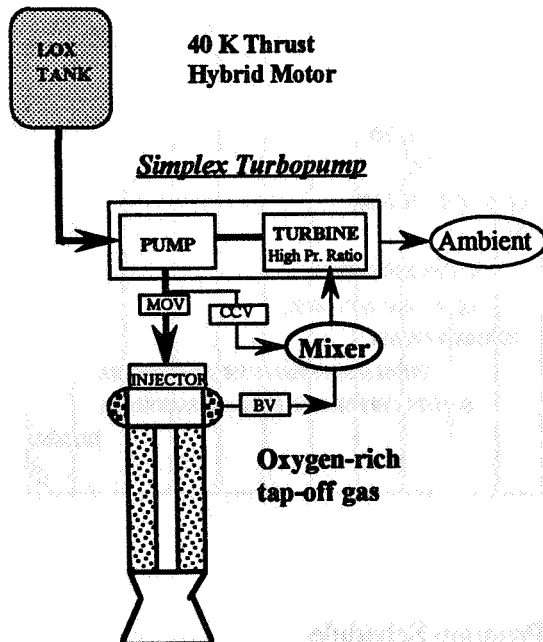 LOX
TANK
40 K Thrust
Hybrid Motor
Simplex Turbopump
PUMP
TURBINE
High Pr. Ratio
Ambient
MOV
CCV
Mixer
INJECTOR
BV
Oxygen-rich
tap-off gas